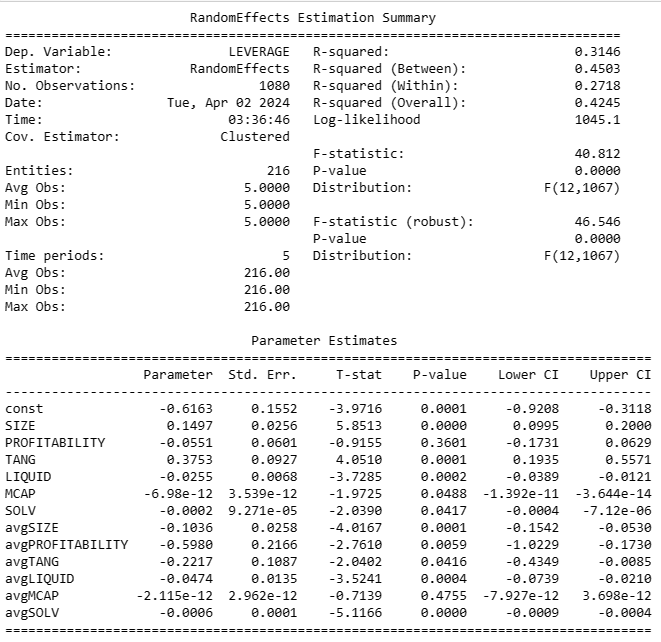 RandomEffects Estimation Summary
Dep. Variable: LEVERAGE R-squared: 0.3146
Estimator: RandomEffects R-squared (Between): 0.4503
No. Observations: 1080 R-squared (Within): 0.2718
Date: Tue, Apr 02 2024 R-squared (Overall): 0.4245
Time: 03:36:46 Log-likelihood 1045.1
Cov. Estimator: Clustered
F-statistic: 40.812
Entities: 216 P-value 0.0000
Avg Obs: 5.0000 Distribution: F(12,1067)
Min Obs: 5.0000
Max Obs: 5.0000 F-statistic (robust): 46.546
P-value 0.0000
Time periods: 5 Distribution: F(12,1067)
Avg Obs: 216.00
Min Obs: 216.00
Max Obs: 216.00
Parameter Estimates
Parameter Std. Err. T-stat P-value Lower CI Upper CI
const -0.6163 0.1552 -3.9716 0.0001 -0.9208 -0.3118
SIZE 0.1497 0.0256 5.8513 0.0000 0.0995 0.2000
PROFITABILITY -0.0551 0.0601 -0.9155 0.3601 -0.1731 0.0629
TANG 0.3753 0.0927 4.0510 0.0001 0.1935 0.5571
LIQUID -0.0255 0.0068 -3.7285 0.0002 -0.0389 -0.0121
MCAP -6.98e-12 3.539e-12 -1.9725 0.0488 -1.392e-11 -3.644e-14
SOLV -0.0002 9.271e-05 -2.0390 0.0417 -0.0004 -7.12e-06
avgSIZE -0.1036 0.0258 -4.0167 0.0001 -0.1542 -0.0530
avgPROFITABILITY -0.5980 0.2166 -2.7610 0.0059 -1.0229 -0.1730
avgTANG -0.2217 0.1087 -2.0402 0.0416 -0.4349 -0.0085
avgLIQUID -0.0474 0.0135 -3.5241 0.0004 -0.0739 -0.0210
avgMCAP -2.115e-12 2.962e-12 -0.7139 0.4755 -7.927e-12 3.698e-12
avgSOLV -0.0006 0.0001 -5.1166 0.0000 -0.0009 -0.0004